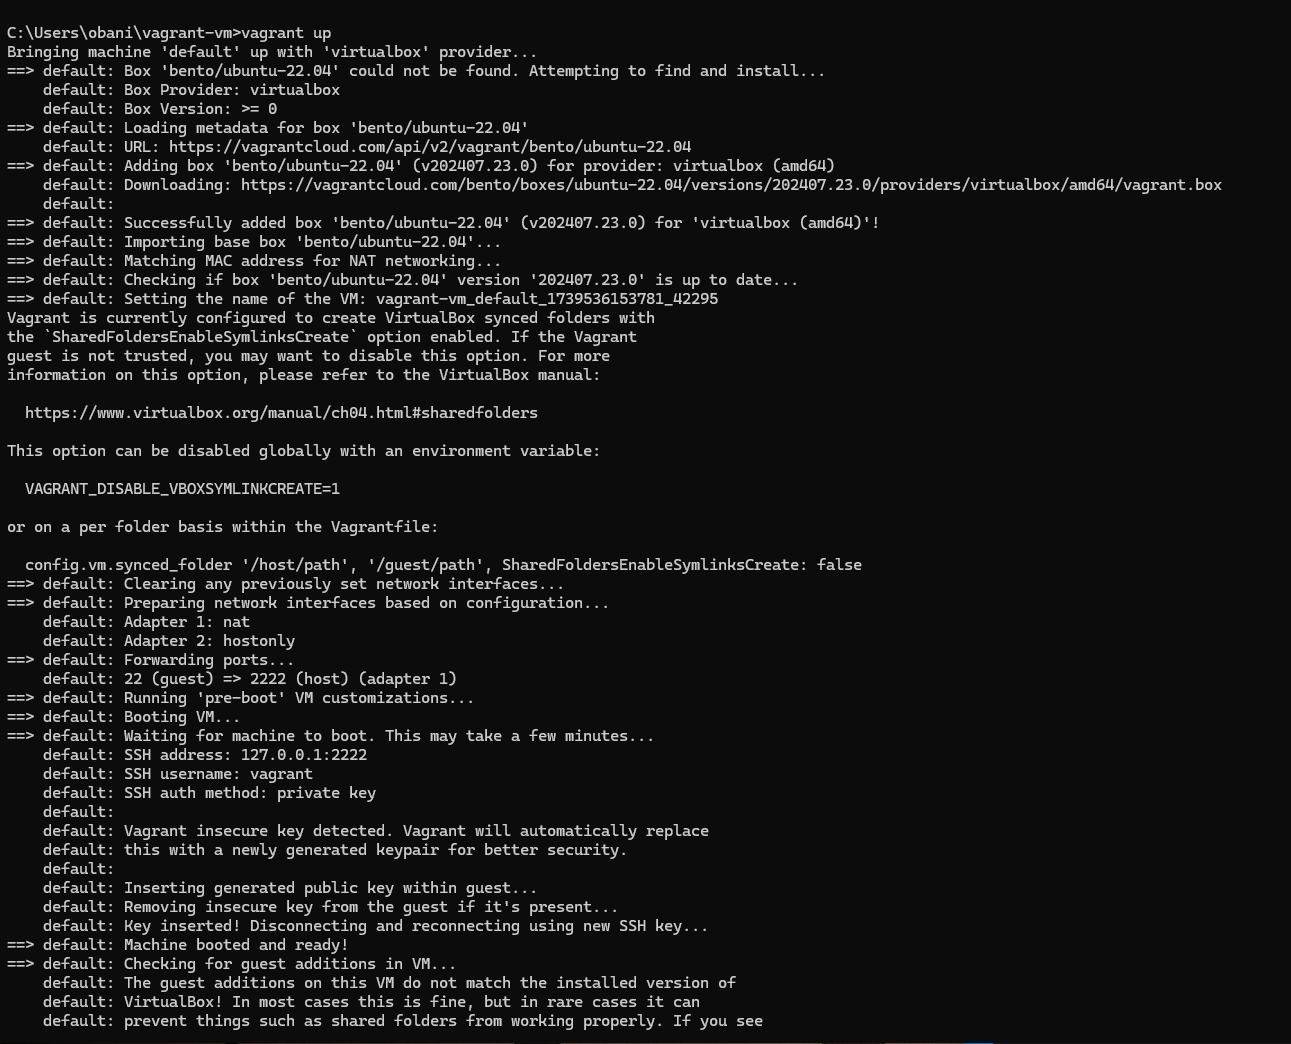 C:\Users\obani\vagrant-vm>vagrant up
Bringing machine 'default' up with 'virtualbox' provider...
==> default: Box 'bento/ubuntu-22.04' could not be found. Attempting to find and install...
    default: Box Provider: virtualbox
    default: Box Version: >= 0
==> default: Loading metadata for box 'bento/ubuntu-22.04'
    default: URL: https://vagrantcloud.com/api/v2/vagrant/bento/ubuntu-22.04
==> default: Adding box 'bento/ubuntu-22.04' (v202407.23.0) for provider: virtualbox (amd64)
    default: Downloading: https://vagrantcloud.com/bento/boxes/ubuntu-22.04/versions/202407.23.0/providers/virtualbox/amd64/vagrant.box
    default:
==> default: Successfully added box 'bento/ubuntu-22.04' (v202407.23.0) for 'virtualbox (amd64)'!
==> default: Importing base box 'bento/ubuntu-22.04'...
==> default: Matching MAC address for NAT networking...
==> default: Checking if box 'bento/ubuntu-22.04' version '202407.23.0' is up to date...
==> default: Setting the name of the VM: vagrant-vm_default_1739536153781_42295
Vagrant is currently configured to create VirtualBox synced folders with
the `SharedFoldersEnableSymlinksCreate` option enabled. If the Vagrant
guest is not trusted, you may want to disable this option. For more
information on this option, please refer to the VirtualBox manual:

  https://www.virtualbox.org/manual/ch04.html#sharedfolders

This option can be disabled globally with an environment variable:

  VAGRANT_DISABLE_VBOXSYMLINKCREATE=1

or on a per folder basis within the Vagrantfile:

  config.vm.synced_folder '/host/path', '/guest/path', SharedFoldersEnableSymlinksCreate: false
==> default: Clearing any previously set network interfaces...
==> default: Preparing network interfaces based on configuration...
    default: Adapter 1: nat
    default: Adapter 2: hostonly
==> default: Forwarding ports...
    default: 22 (guest) => 2222 (host) (adapter 1)
==> default: Running 'pre-boot' VM customizations...
==> default: Booting VM...
==> default: Waiting for machine to boot. This may take a few minutes...
    default: SSH address: 127.0.0.1:2222
    default: SSH username: vagrant
    default: SSH auth method: private key
    default:
    default: Vagrant insecure key detected. Vagrant will automatically replace
    default: this with a newly generated keypair for better security.
    default:
    default: Inserting generated public key within guest...
    default: Removing insecure key from the guest if it's present...
    default: Key inserted! Disconnecting and reconnecting using new SSH key...
==> default: Machine booted and ready!
==> default: Checking for guest additions in VM...
    default: The guest additions on this VM do not match the installed version of
    default: VirtualBox! In most cases this is fine, but in rare cases it can
    default: prevent things such as shared folders from working properly. If you see